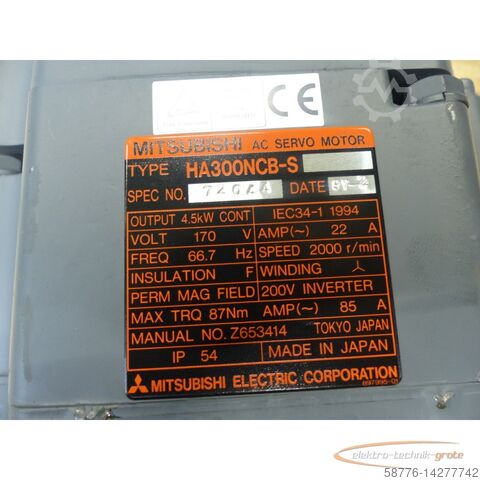 CE
MITSUBISHI AC SERVO MOTOR
TYPE HA300NCB-S
SPEC NO. DATE
OUTPUT 4.5kW CONT IEC34-1 1994
VOLT 170 V AMP(~) 22 A
FREQ 66.7 Hz SPEED 2000 r/min
INSULATION F WINDING
PERM MAG FIELD 200V INVERTER
MAX TRQ 87Nm AMP(~) 85 A
MANUAL NO. Z653414 TOKYO JAPAN
IP 54 MADE IN JAPAN
MITSUBISHI ELECTRIC CORPORATION
elektro-technik-grote.de
58776-14277742